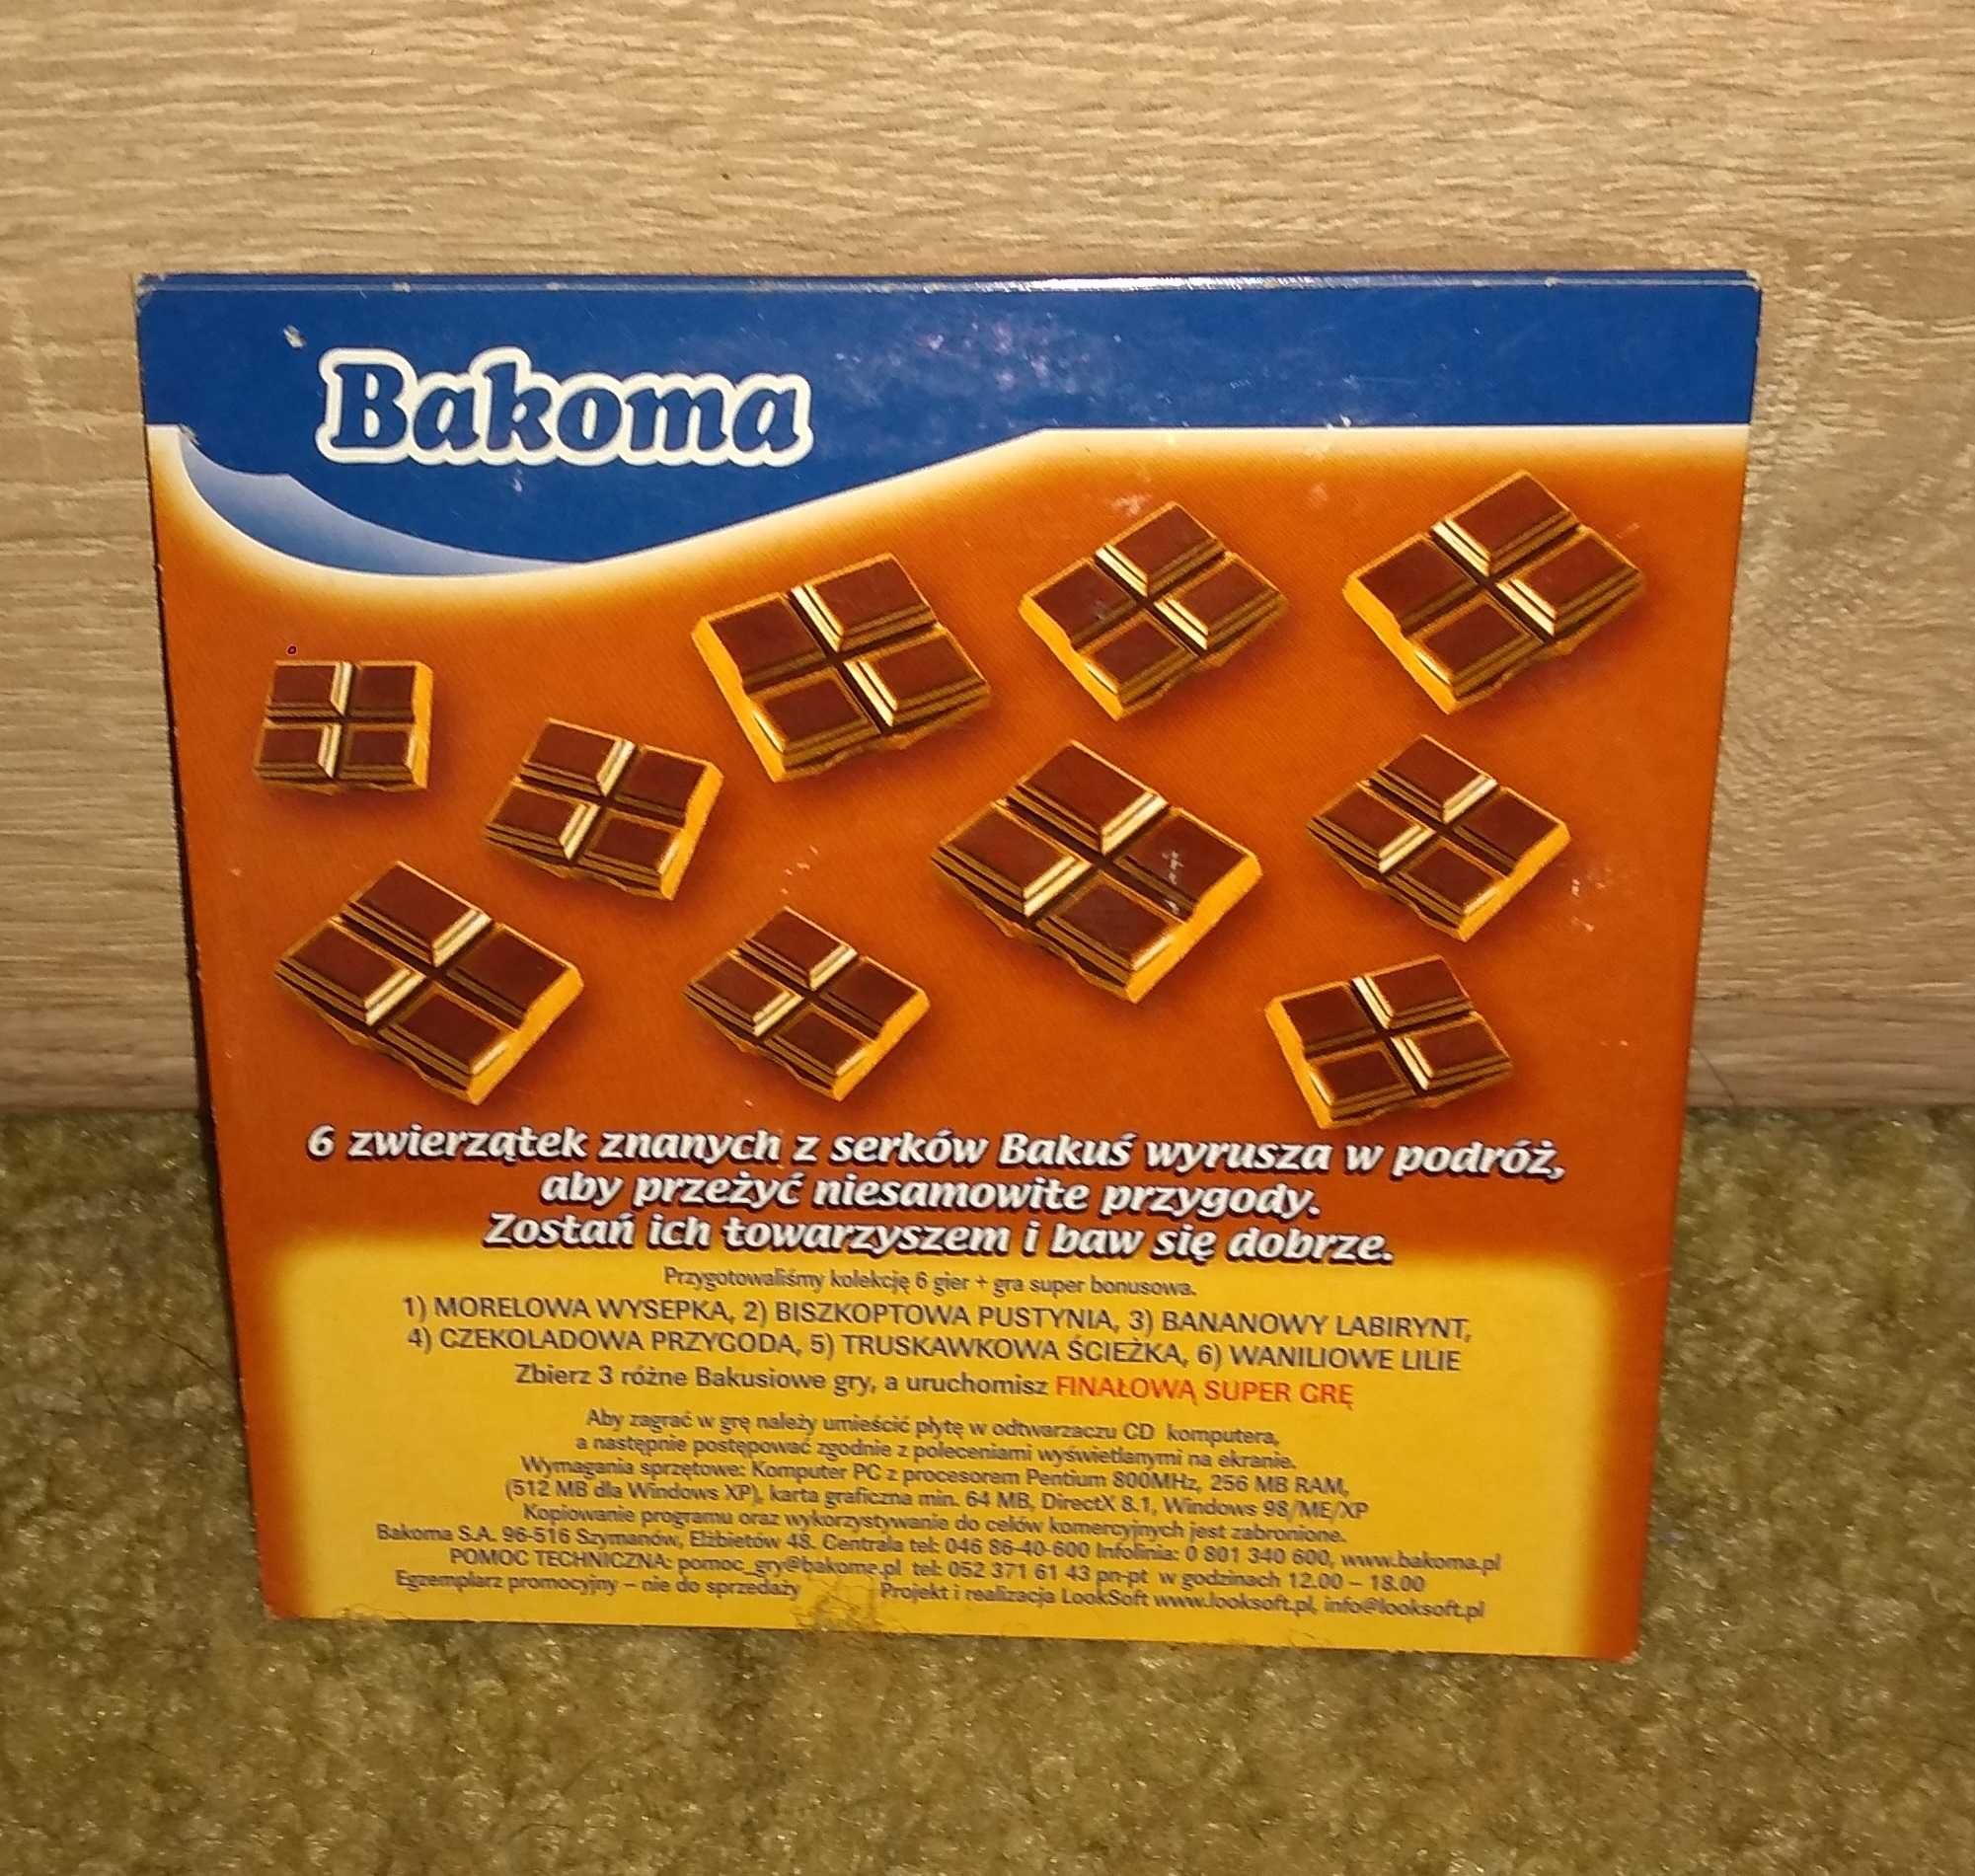 Bakoma
6 zwierzątek znanych z serków Bakuś wyrusza w podróż,
aby przeżyć niesamowite przygody.
Zostań ich towarzyszem i baw się dobrze.
Przygotowaliśmy kolekcję 6 gier + gra super bonusowa.
1) MORELOWA WYSEPKA, 2) BISZKOPTOWA PUSTYNIA, 3) BANANOWY LABIRYNT,
4) CZEKOLADOWA PRZYGODA, 5) TRUSKAWKOWA ŚCIEŻKA, 6) WANILIOWE LILIE
Zbierz 3 różne Bakusiowe gry, a uruchomisz FINAŁOWĄ SUPER GRĘ
Aby zagrać w grę należy umieścić płytę w odtwarzaczu CD komputera,
a następnie postępować zgodnie z poleceniami wyświetlanymi na ekranie.
Wymagania sprzętowe: Komputer PC z procesorem Pentium 800MHz, 256 MB RAM,
(512 MB dla Windows XP), karta graficzna min. 64 MB, DirectX 8.1, Windows 98/ME/XP
Kopiowanie programu oraz wykorzystywanie do celów komercyjnych jest zabronione.
Bakoma S.A. 96-516 Szymanów, Elżbietów 48. Centrala tel: 046 86-40-600 Infolinia: 0 801 340 600, www.bakoma.pl
POMOC TECHNICZNA: pomoc_gry@bakoma.pl tel: 052 371 61 43 pn-pt w godzinach 12.00 – 18.00
Egzemplarz promocyjny – nie do sprzedaży Projekt i realizacja LookSoft www.looksoft.pl, info@looksoft.pl